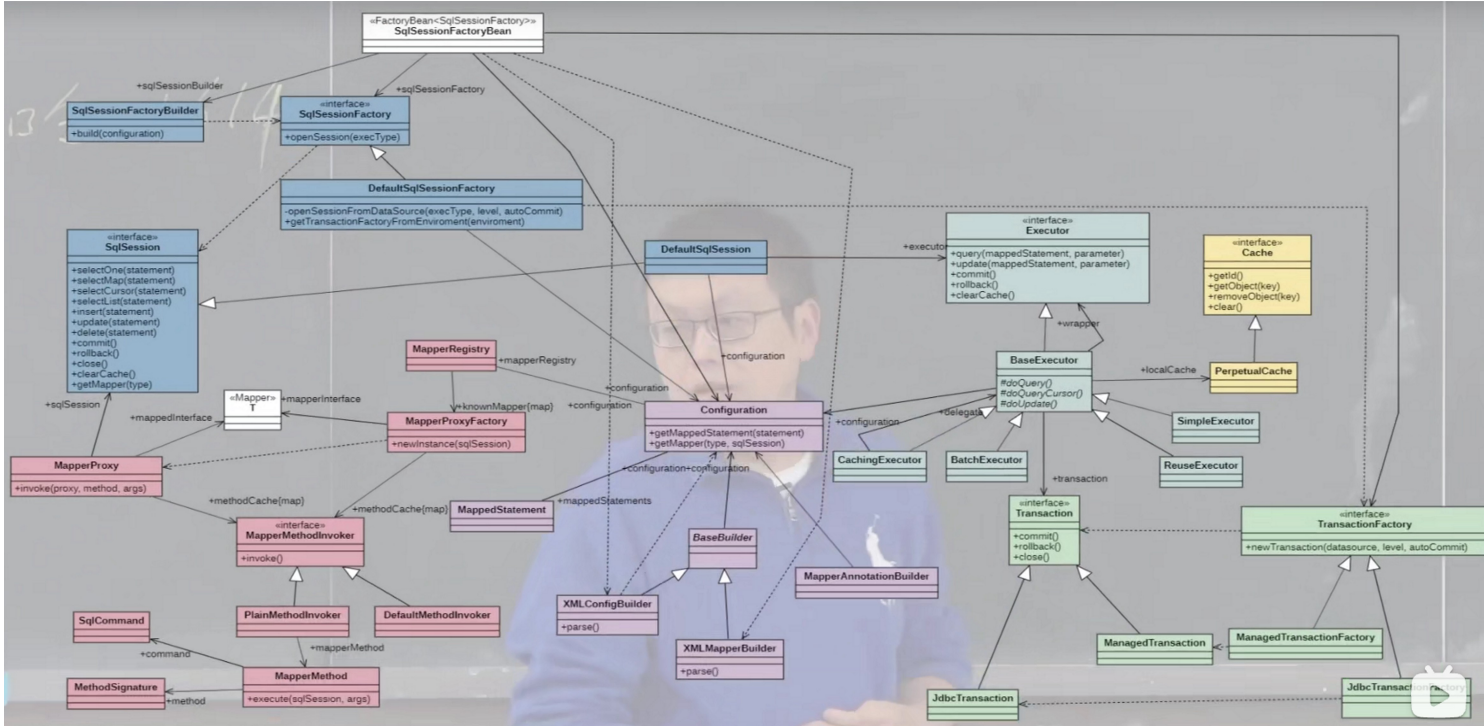 «FactoryBean<SqlSessionFactory>»
SqlSessionFactoryBean
+sqlSessionBuilder
+sqlSessionFactory
SqlSessionFactoryBuilder
+build(configuration)
«interface»
SqlSessionFactory
+openSession(execType)
DefaultSqlSessionFactory
-openSessionFromDataSource(execType, level, autoCommit)
+getTransactionFactoryFromEnviroment(enviroment)
«interface»
SqlSession
+selectOne(statement)
+selectMap(statement)
+selectCursor(statement)
+selectList(statement)
+insert(statement)
+update(statement)
+delete(statement)
+commit()
+rollback()
+close()
+clearCache()
+getMapper(type)
DefaultSqlSession
+executor
«interface»
Executor
+query(mappedStatement, parameter)
+update(mappedStatement, parameter)
+commit()
+rollback()
+clearCache()
«interface»
Cache
+getId()
+getObject(key)
+removeObject(key)
+clear()
+wrapper
MapperRegistry
+mapperRegistry
+configuration
BaseExecutor
#doQuery()
#doQueryCursor()
#doUpdate()
+localCache
PerpetualCache
+sqlSession
+mappedInterface
«Mapper»
T
+mapperInterface
+knownMapper{map}
+configuration
+configuration
MapperProxyFactory
+newInstance(sqlSession)
Configuration
+getMappedStatement(statement)
+getMapper(type, sqlSession)
+configuration
+delegate
SimpleExecutor
MapperProxy
+invoke(proxy, method, args)
CachingExecutor
BatchExecutor
ReuseExecutor
+configuration+configuration
+transaction
+methodCache{map}
+methodCache{map}
MappedStatement
+mappedStatements
«interface»
MapperMethodInvoker
+invoke()
BaseBuilder
«interface»
Transaction
+commit()
+rollback()
+close()
«interface»
TransactionFactory
+newTransaction(datasource, level, autoCommit)
MapperAnnotationBuilder
XMLConfigBuilder
+parse()
PlainMethodInvoker
DefaultMethodInvoker
SqlCommand
+command
+mapperMethod
XMLMapperBuilder
+parse()
ManagedTransaction
ManagedTransactionFactory
MapperMethod
+execute(sqlSession, args)
MethodSignature
+method
JdbcTransaction
JdbcTransactionFactory